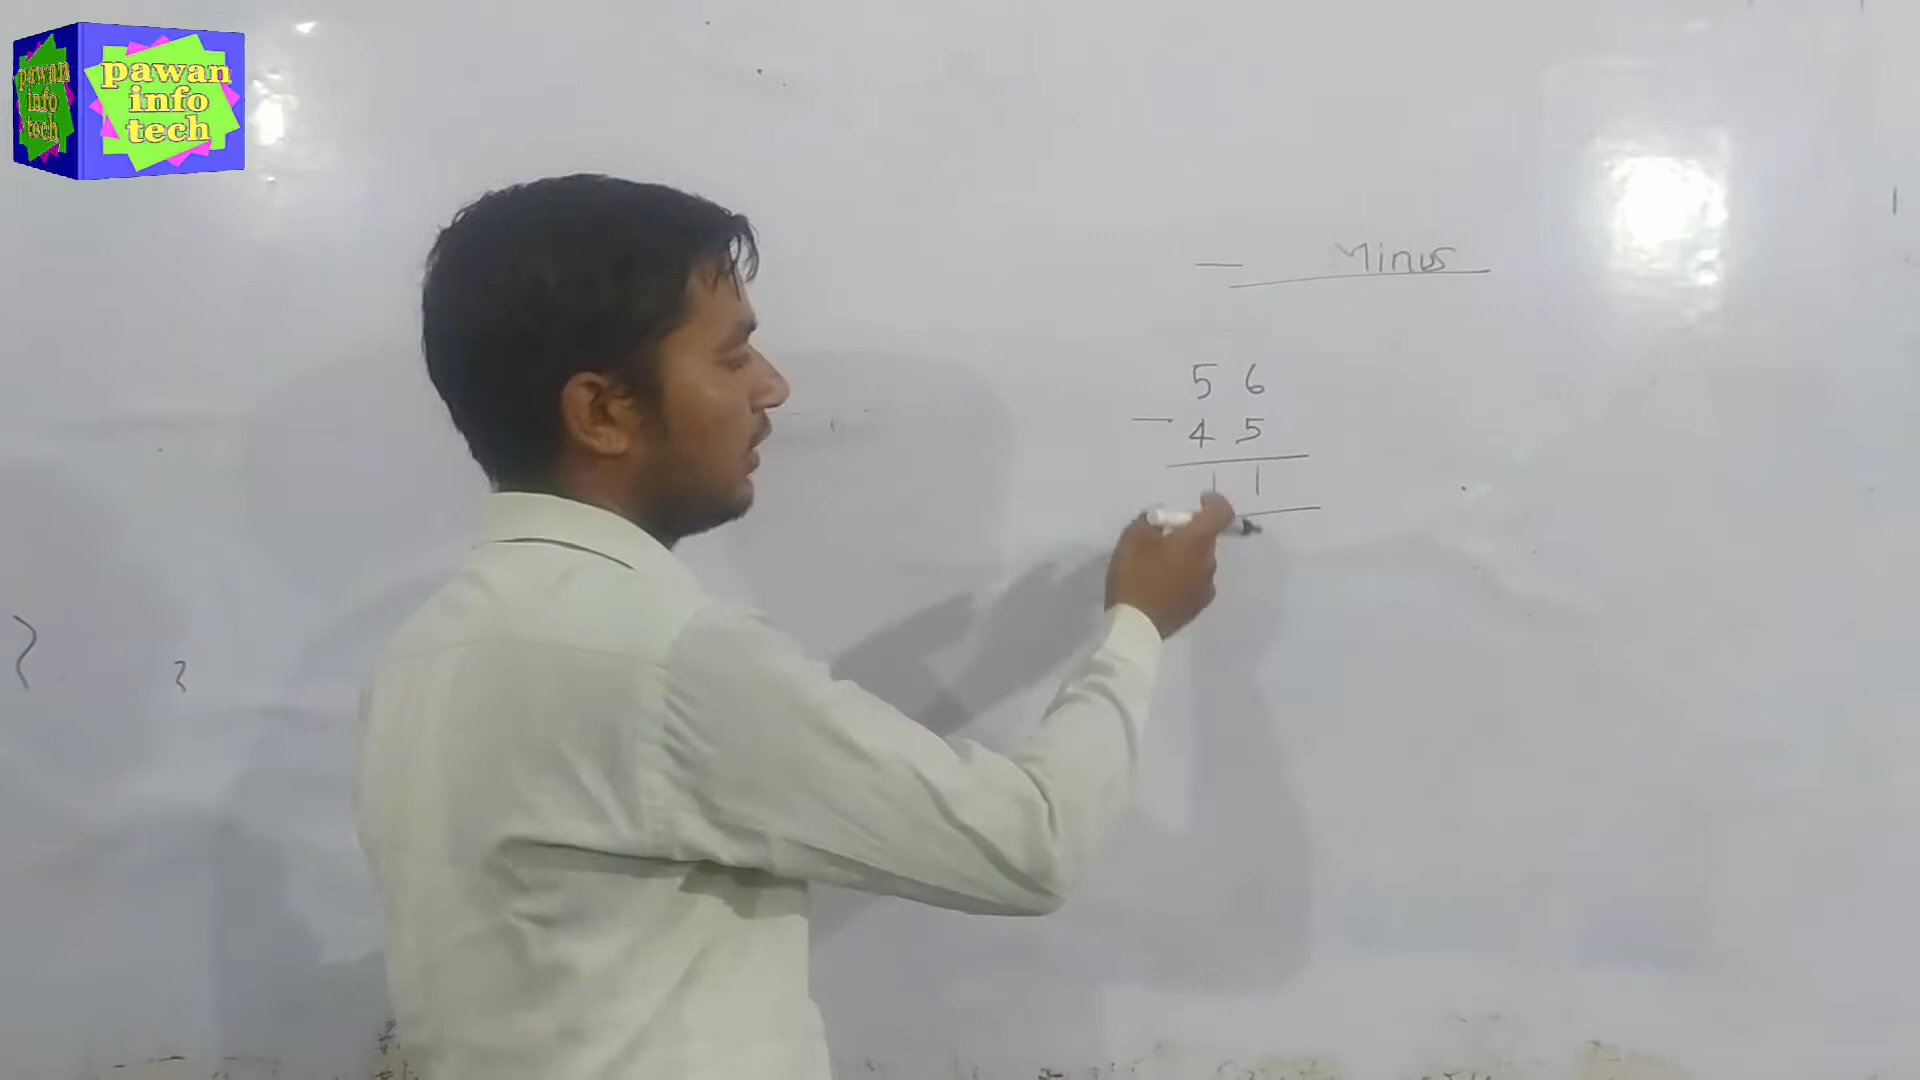 pawan
info
tech
pawan
info
tech
— Minus
5 6
— 4 5
1 1